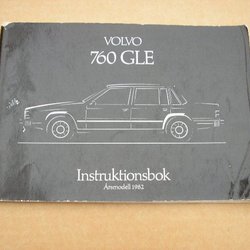 VOLVO
760 GLE
Instruktionsbok
Årsmodell 1982